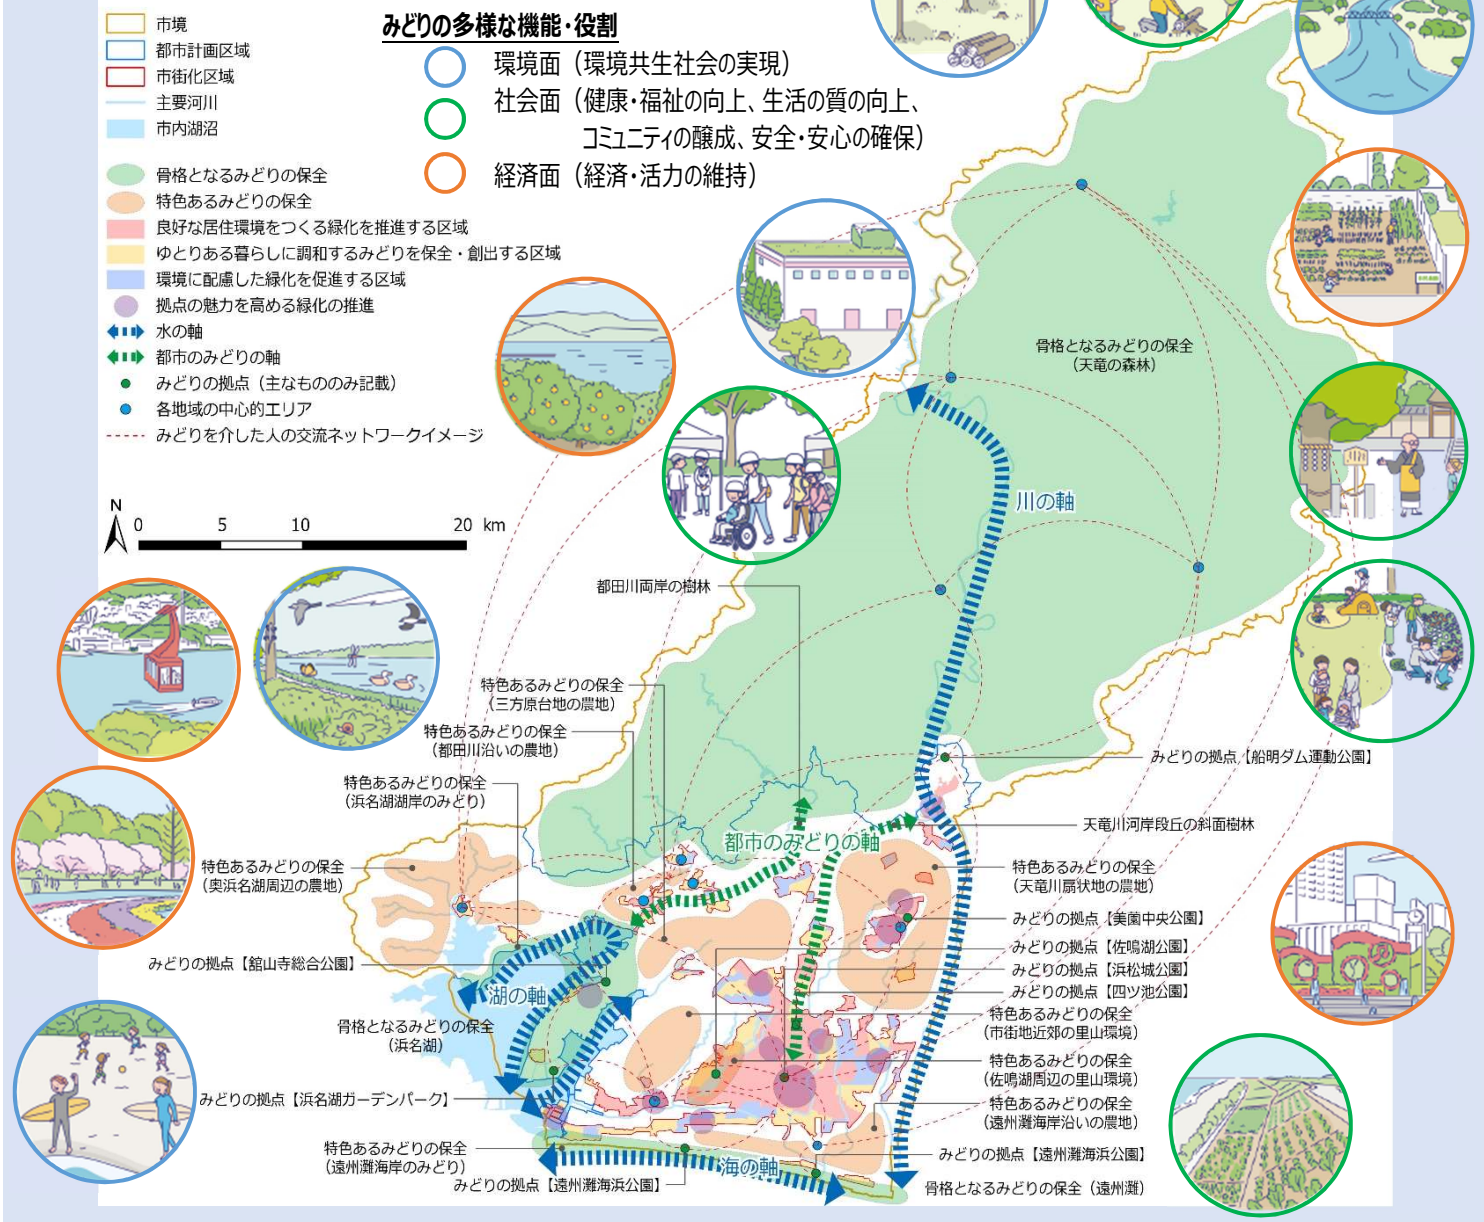 市境
都市計画区域
市街化区域
主要河川
市内湖沼
骨格となるみどりの保全
特色あるみどりの保全
良好な居住環境をつくる緑化を推進する区域
ゆとりある暮らしに調和するみどりを保全・創出する区域
環境に配慮した緑化を促進する区域
拠点の魅力を高める緑化の推進
水の軸
都市のみどりの軸
みどりの拠点（主なもののみ記載）
各地域の中心的エリア
みどりを介した人の交流ネットワークイメージ
みどりの多様な機能・役割
環境面（環境共生社会の実現）
社会面（健康・福祉の向上、生活の質の向上、
コミュニティの醸成、安全・安心の確保）
経済面（経済・活力の維持）
N
0 5 10 20 km
骨格となるみどりの保全
（天竜の森林）
川の軸
都田川両岸の樹林
特色あるみどりの保全
（三方原台地の農地）
特色あるみどりの保全
（都田川沿いの農地）
特色あるみどりの保全
（浜名湖湖岸のみどり）
特色あるみどりの保全
（奥浜名湖周辺の農地）
みどりの拠点【舘山寺総合公園】
湖の軸
骨格となるみどりの保全
（浜名湖）
みどりの拠点【浜名湖ガーデンパーク】
特色あるみどりの保全
（遠州灘海岸のみどり）
みどりの拠点【遠州灘海浜公園】
海の軸
都市のみどりの軸
みどりの拠点【船明ダム運動公園】
天竜川河岸段丘の斜面樹林
特色あるみどりの保全
（天竜川扇状地の農地）
みどりの拠点【美薗中央公園】
みどりの拠点【佐鳴湖公園】
みどりの拠点【浜松城公園】
みどりの拠点【四ツ池公園】
特色あるみどりの保全
（市街地近郊の里山環境）
特色あるみどりの保全
（佐鳴湖周辺の里山環境）
特色あるみどりの保全
（遠州灘海岸沿いの農地）
みどりの拠点【遠州灘海浜公園】
骨格となるみどりの保全（遠州灘）